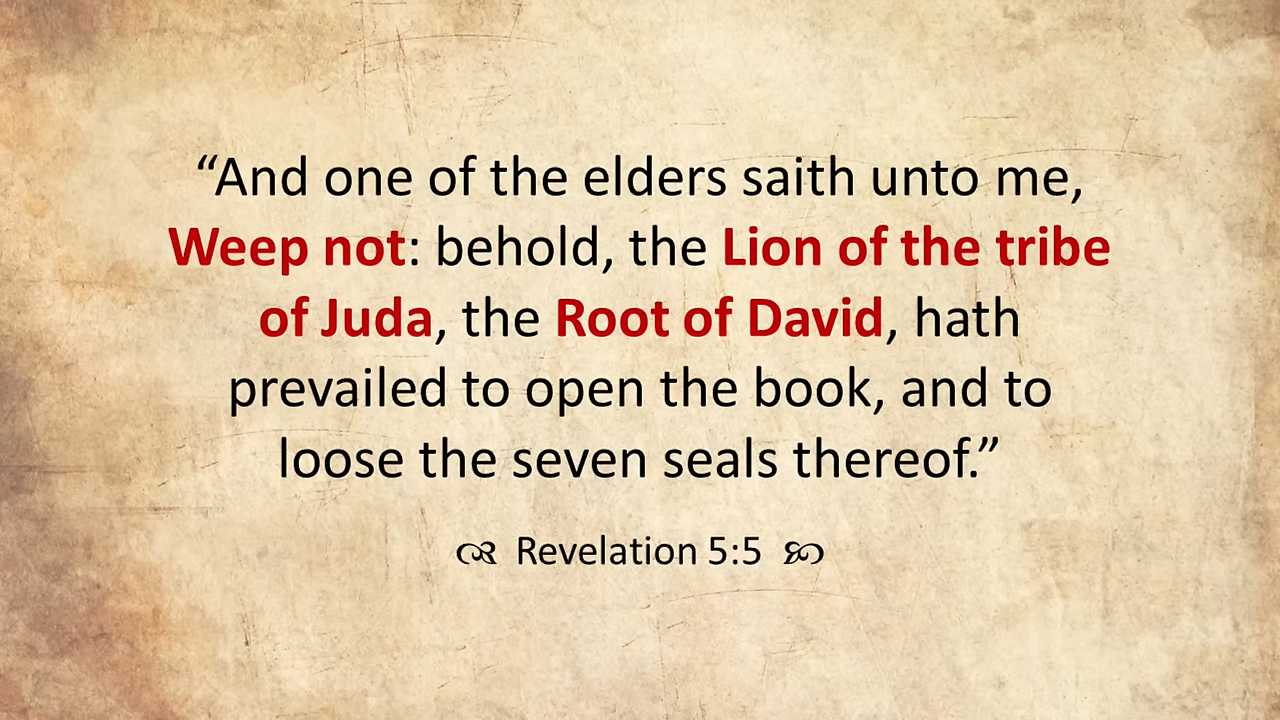 “And one of the elders saith unto me,
Weep not: behold, the Lion of the tribe
of Juda, the Root of David, hath
prevailed to open the book, and to
loose the seven seals thereof.”
Revelation 5:5